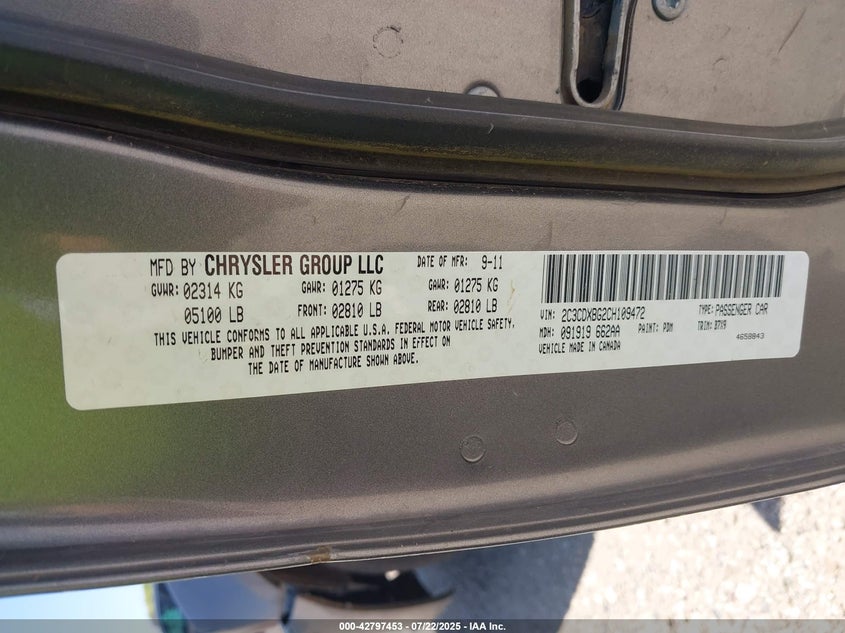 MFD BY CHRYSLER GROUP LLC DATE OF MFR: 9-11
GVWR: 02314 KG GAWR: 01275 KG GAWR: 01275 KG
05100 LB FRONT: 02810 LB REAR: 02810 LB
THIS VEHICLE CONFORMS TO ALL APPLICABLE U.S.A. FEDERAL MOTOR VEHICLE SAFETY,
BUMPER AND THEFT PREVENTION STANDARDS IN EFFECT ON
THE DATE OF MANUFACTURE SHOWN ABOVE.
VIN: 2C3CDXBG2CH109472 TYPE: PASSENGER CAR
MDH: 091919 662AA PAINT: PDM TRIM: B7X9
VEHICLE MADE IN CANADA 4658843
000-42797453 - 07/22/2025 - IAA Inc.